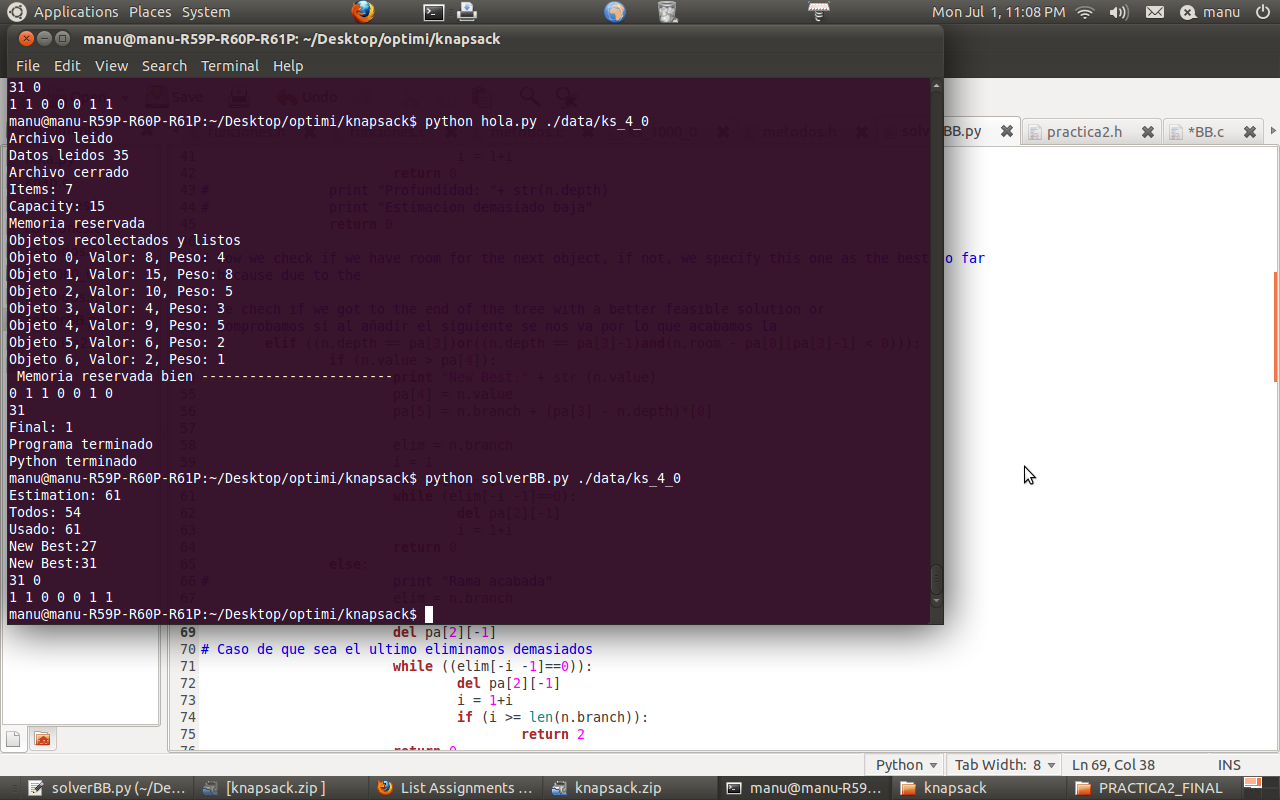 Applications Places System
Mon Jul 1, 11:08 PM manu
manu@manu-R59P-R60P-R61P: ~/Desktop/optimi/knapsack
File Edit View Search Terminal Help
31 0
1 1 0 0 0 1 1
manu@manu-R59P-R60P-R61P:~/Desktop/optimi/knapsack$ python hola.py ./data/ks_4_0
Archivo leido
Datos leidos 35
Archivo cerrado
Items: 7
Capacity: 15
Memoria reservada
Objetos recolectados y listos
Objeto 0, Valor: 8, Peso: 4
Objeto 1, Valor: 15, Peso: 8
Objeto 2, Valor: 10, Peso: 5
Objeto 3, Valor: 4, Peso: 3
Objeto 4, Valor: 9, Peso: 5
Objeto 5, Valor: 6, Peso: 2
Objeto 6, Valor: 2, Peso: 1
Memoria reservada bien ------------------------
0 1 1 0 0 1 0
31
Final: 1
Programa terminado
Python terminado
manu@manu-R59P-R60P-R61P:~/Desktop/optimi/knapsack$ python solverBB.py ./data/ks_4_0
Estimation: 61
Todos: 54
Usado: 61
New Best:27
New Best:31
31 0
1 1 0 0 0 1 1
manu@manu-R59P-R60P-R61P:~/Desktop/optimi/knapsack$
BB.py practica2.h *BB.c
o far
69 del pa[2][-1]
70 # Caso de que sea el ultimo eliminamos demasiados
71 while ((elim[-i -1]==0)):
72 del pa[2][-1]
73 i = 1+i
74 if (i >= len(n.branch)):
75 return 2
76 return 0
Python Tab Width: 8 Ln 69, Col 38 INS
solverBB.py (~/De... [knapsack.zip ] List Assignments ... knapsack.zip manu@manu-R59... knapsack PRACTICA2_FINAL